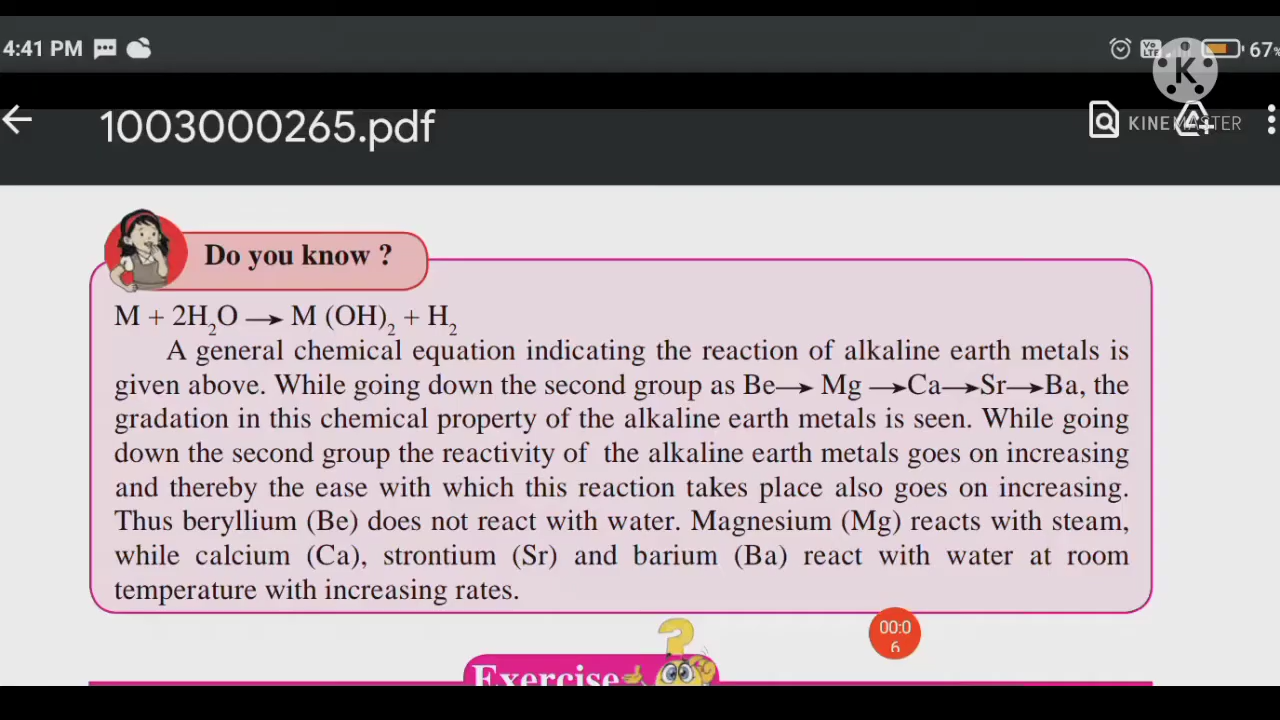 4:41 PM
Vo LTE
67%
K
1003000265.pdf
KINEMASTER
Do you know ?
M + 2H₂O → M (OH)₂ + H₂
A general chemical equation indicating the reaction of alkaline earth metals is
given above. While going down the second group as Be→ Mg →Ca→Sr→Ba, the
gradation in this chemical property of the alkaline earth metals is seen. While going
down the second group the reactivity of the alkaline earth metals goes on increasing
and thereby the ease with which this reaction takes place also goes on increasing.
Thus beryllium (Be) does not react with water. Magnesium (Mg) reacts with steam,
while calcium (Ca), strontium (Sr) and barium (Ba) react with water at room
temperature with increasing rates.
00:0
6
?
Exercise